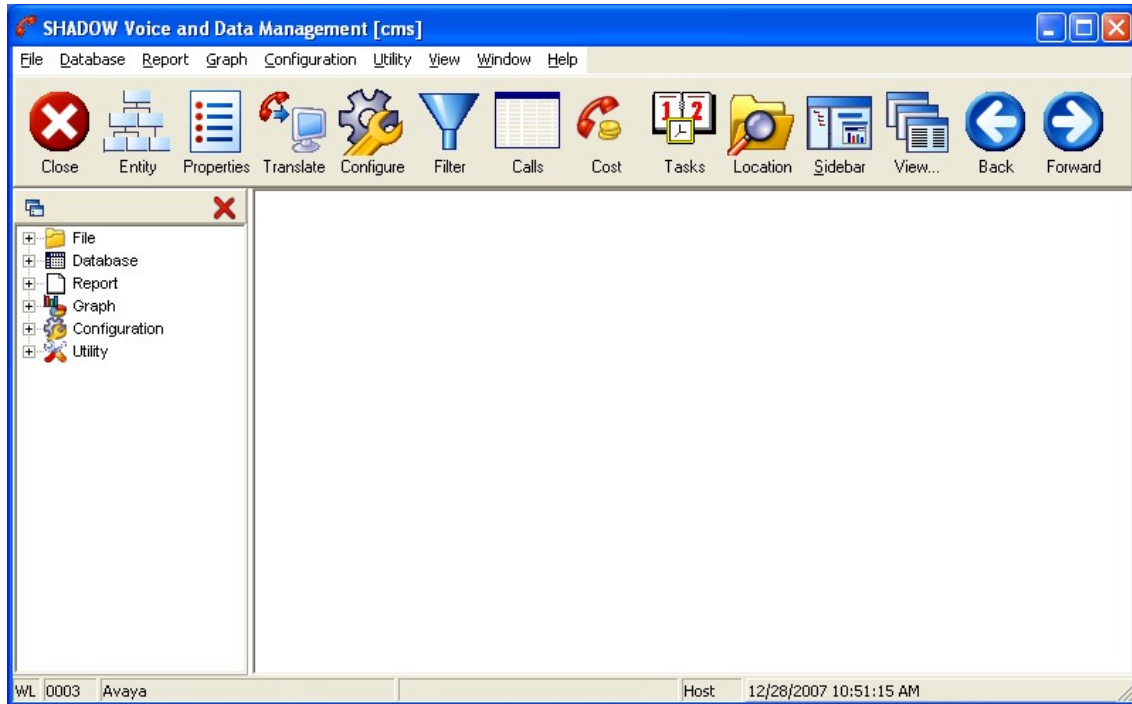 SHADOW Voice and Data Management [cms]
File Database Report Graph Configuration Utility View Window Help
Close Entity Properties Translate Configure Filter Calls Cost Tasks Location Sidebar View... Back Forward
File
Database
Report
Graph
Configuration
Utility
WL 0003 Avaya Host 12/28/2007 10:51:15 AM